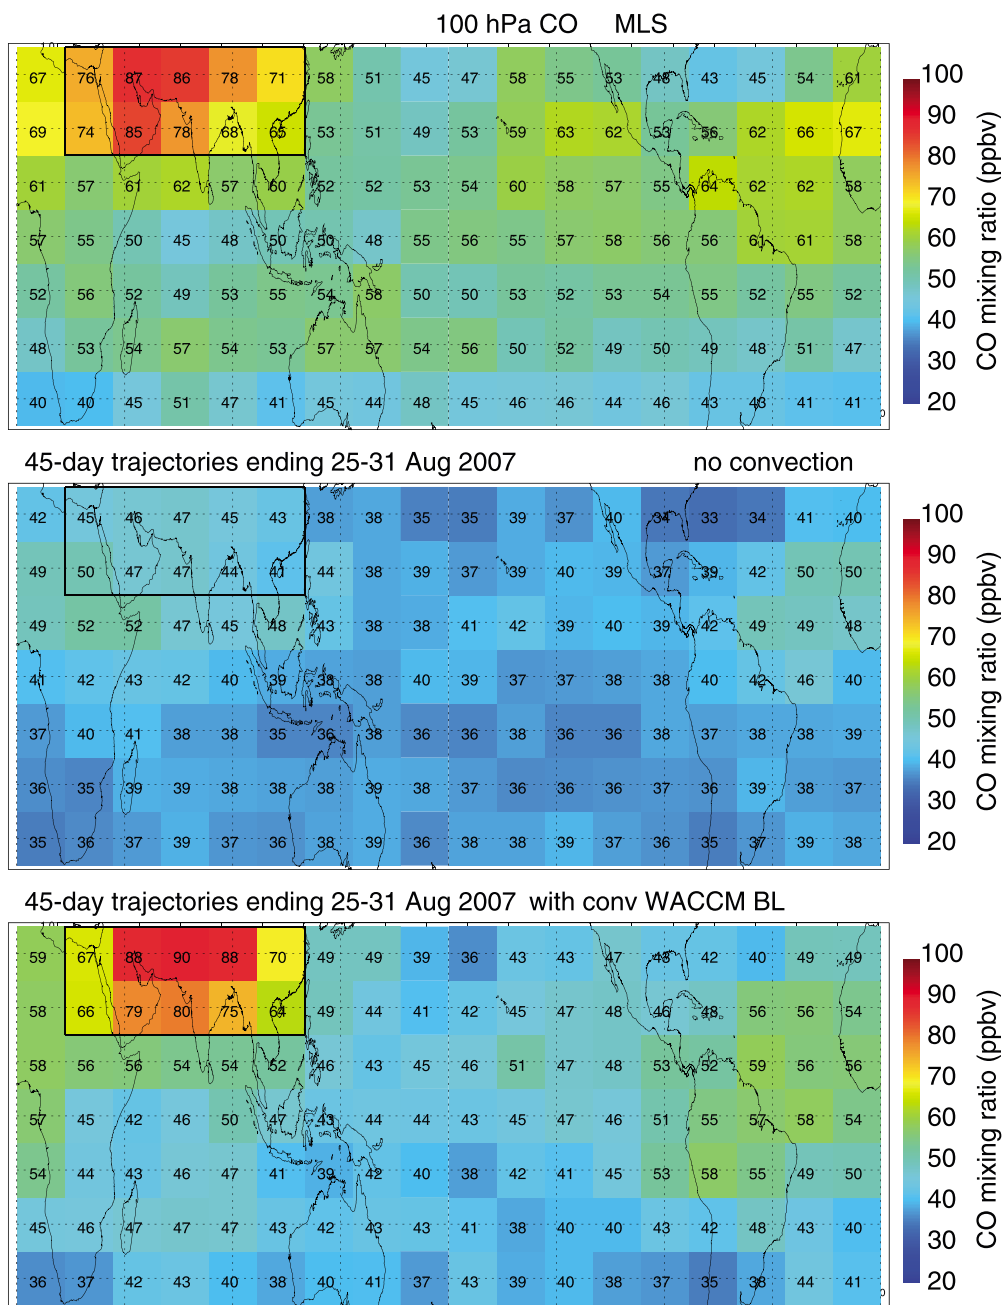 100 hPa CO MLS
67 76 87 86 78 71 58 51 45 47 58 55 53 48 43 45 54 61
69 74 85 78 68 65 53 51 49 53 59 63 62 53 56 62 66 67
61 57 61 62 57 60 52 52 53 54 60 58 57 55 64 62 62 58
57 55 50 45 48 50 50 48 55 56 55 57 58 56 56 61 61 58
52 56 52 49 53 55 54 58 50 50 53 52 53 54 55 52 55 52
48 53 54 57 54 53 57 57 54 56 50 52 49 50 49 48 51 47
40 40 45 51 47 41 45 44 48 45 46 46 44 46 43 43 41 41
100
90
80
70
60
50
40
30
20
CO mixing ratio (ppbv)
45-day trajectories ending 25-31 Aug 2007 no convection
42 45 46 47 45 43 38 38 35 35 39 37 40 34 33 34 41 40
49 50 47 47 44 41 44 38 39 37 39 40 39 37 39 42 50 50
49 52 52 47 45 48 43 38 38 41 42 39 40 39 42 49 49 48
41 42 43 42 40 39 38 38 40 39 37 37 38 38 40 42 46 40
37 40 41 38 38 35 36 38 36 36 38 36 36 38 37 38 38 39
36 35 39 39 38 38 38 39 38 37 36 36 36 37 36 39 38 37
35 36 37 39 37 36 38 39 36 38 38 39 37 36 35 37 39 38
100
90
80
70
60
50
40
30
20
CO mixing ratio (ppbv)
45-day trajectories ending 25-31 Aug 2007 with conv WACCM BL
59 67 88 90 88 70 49 49 39 36 43 43 47 43 42 40 49 49
58 66 79 80 75 64 49 44 41 42 45 47 48 46 48 56 56 54
58 56 56 54 54 52 46 43 45 46 51 47 48 53 52 59 56 56
57 45 42 46 50 47 43 44 44 43 45 47 46 51 55 57 58 54
54 44 43 46 47 41 39 42 40 38 42 41 45 53 58 55 49 50
45 46 47 47 47 43 42 43 43 41 38 40 40 43 42 48 43 40
36 37 42 43 40 38 40 41 37 43 39 40 38 37 35 38 44 41
100
90
80
70
60
50
40
30
20
CO mixing ratio (ppbv)